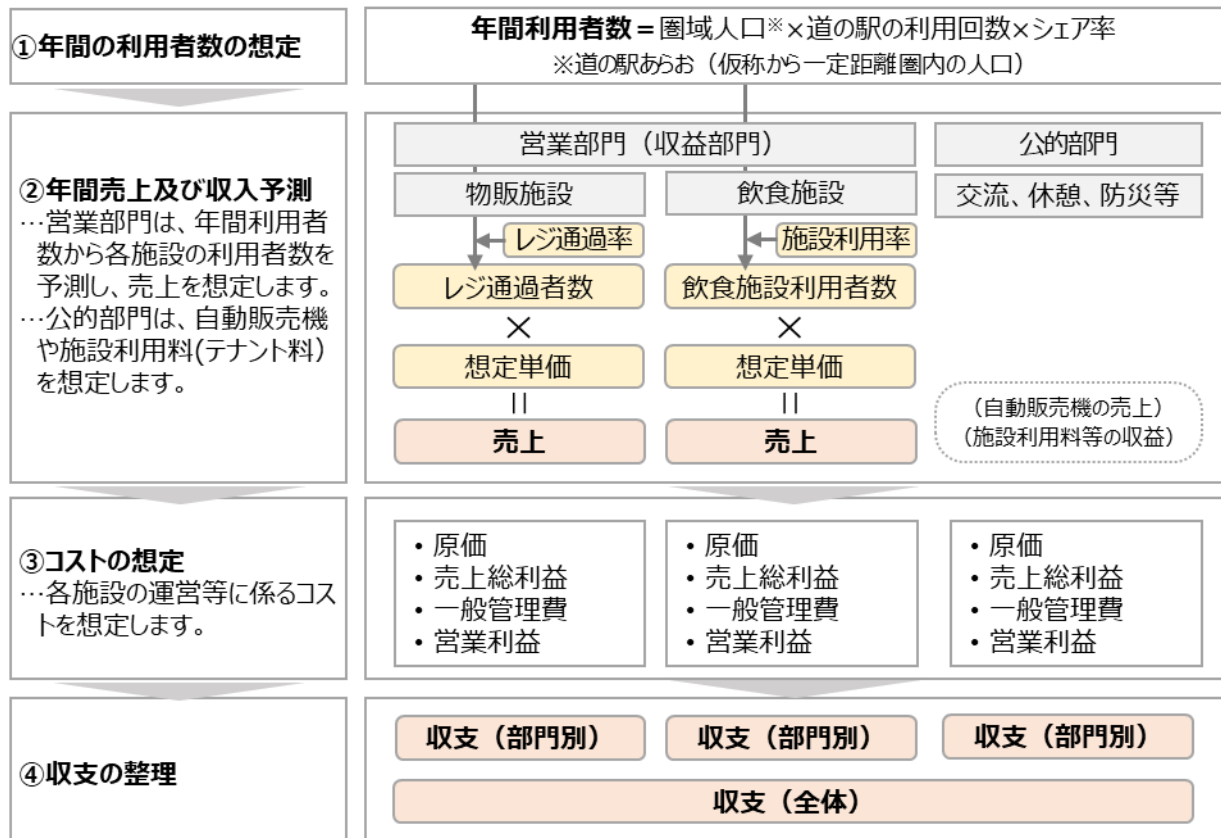 ①年間の利用者数の想定
年間利用者数＝圏域人口※×道の駅の利用回数×シェア率
※道の駅あらお（仮称から一定距離圏内の人口）
②年間売上及び収入予測
…営業部門は、年間利用者
数から各施設の利用者数を
予測し、売上を想定します。
…公的部門は、自動販売機
や施設利用料(テナント料）
を想定します。
営業部門（収益部門）
公的部門
物販施設
飲食施設
交流、休憩、防災等
レジ通過率
施設利用率
レジ通過者数
飲食施設利用者数
×
×
想定単価
想定単価
||
||
売上
売上
（自動販売機の売上）
（施設利用料等の収益）
③コストの想定
…各施設の運営等に係るコス
トを想定します。
・原価
・売上総利益
・一般管理費
・営業利益
・原価
・売上総利益
・一般管理費
・営業利益
・原価
・売上総利益
・一般管理費
・営業利益
④収支の整理
収支（部門別）
収支（部門別）
収支（部門別）
収支（全体）